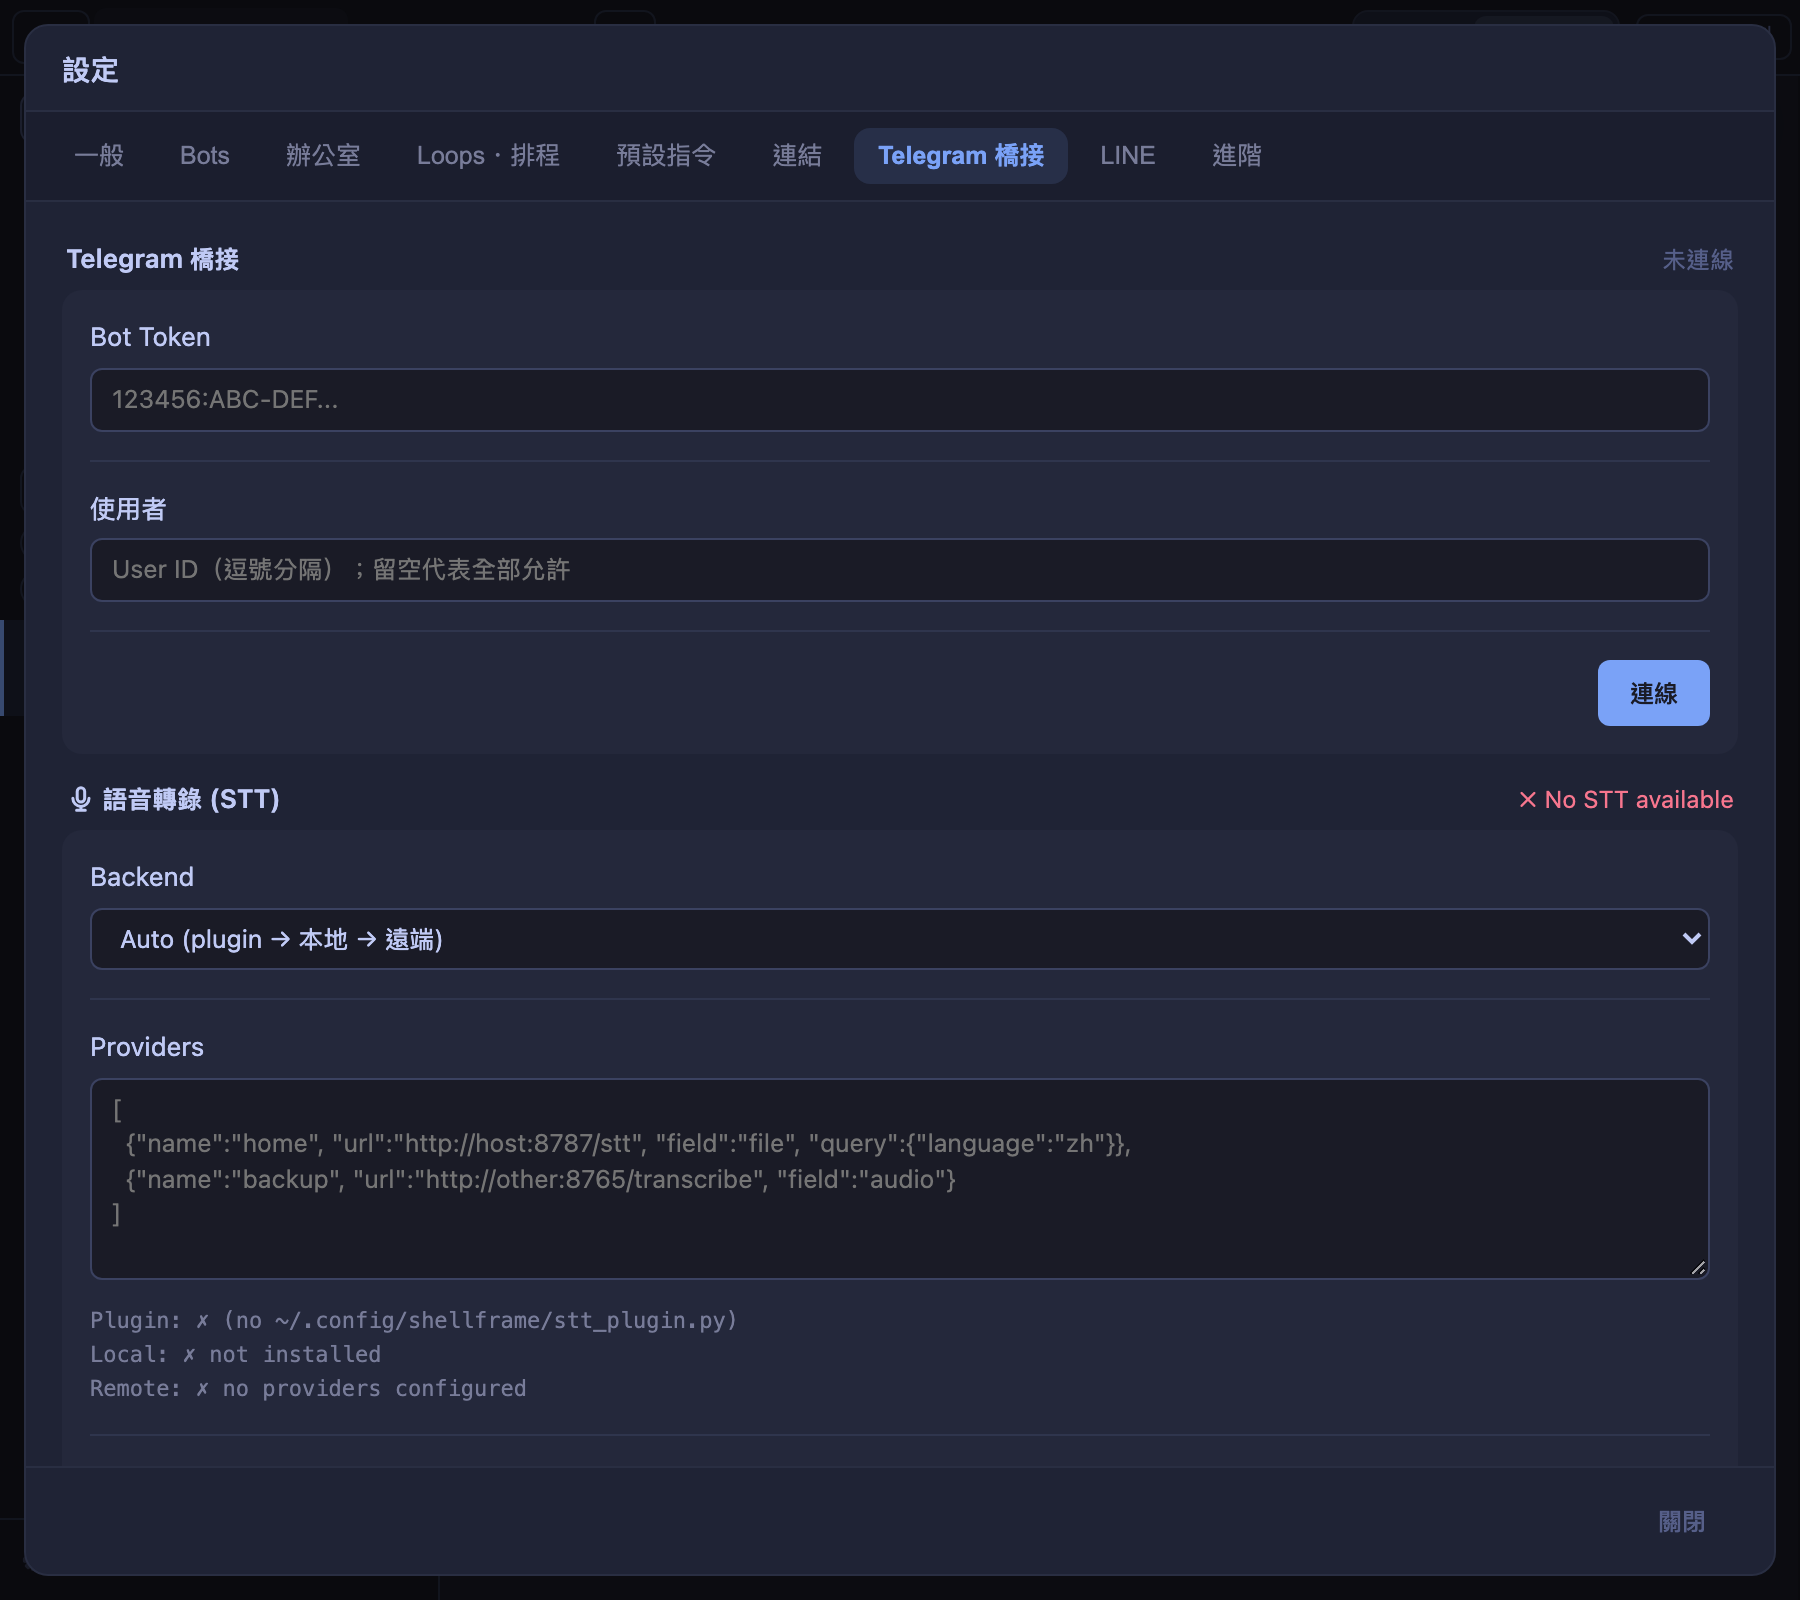 設定
一般 Bots 辦公室 Loops · 排程 預設指令 連結 Telegram 橋接 LINE 進階
Telegram 橋接 未連線
Bot Token
123456:ABC-DEF...
使用者
User ID（逗號分隔）；留空代表全部允許
連線
語音轉錄 (STT) ✕ No STT available
Backend
Auto (plugin → 本地 → 遠端)
Providers
[
{"name":"home", "url":"http://host:8787/stt", "field":"file", "query":{"language":"zh"}},
{"name":"backup", "url":"http://other:8765/transcribe", "field":"audio"}
]
Plugin: ✗ (no ~/.config/shellframe/stt_plugin.py)
Local: ✗ not installed
Remote: ✗ no providers configured
關閉